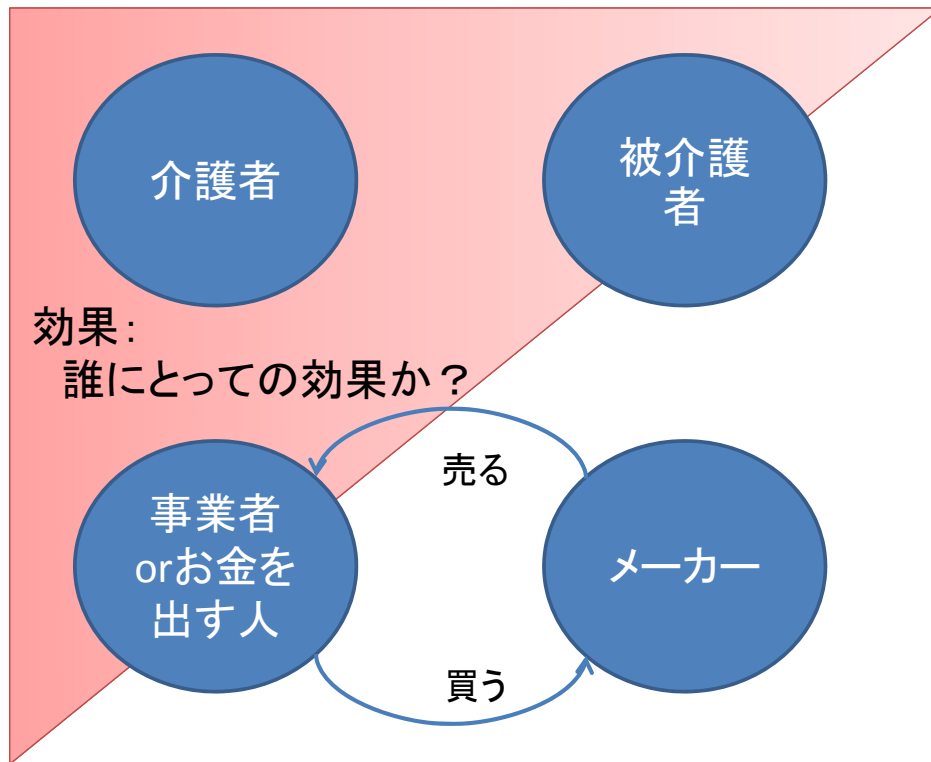 介護者
被介護
者
効果：
誰にとっての効果か？
売る
事業者
orお金を
出す人
メーカー
買う